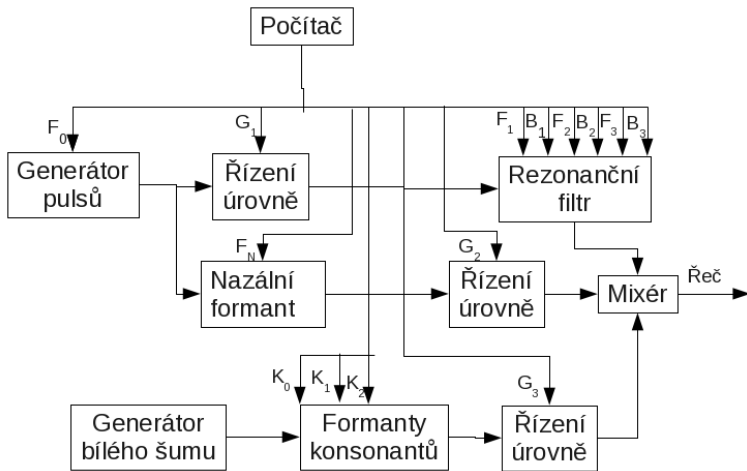 Počítač
F0
G1
F1 B1 F2 B2 F3 B3
Generátor
pulsů
Řízení
úrovně
Rezonanční
filtr
FN
G2
Nazální
formant
Řízení
úrovně
Mixér
Řeč
K0 K1 K2
G3
Generátor
bílého šumu
Formanty
konsonantů
Řízení
úrovně